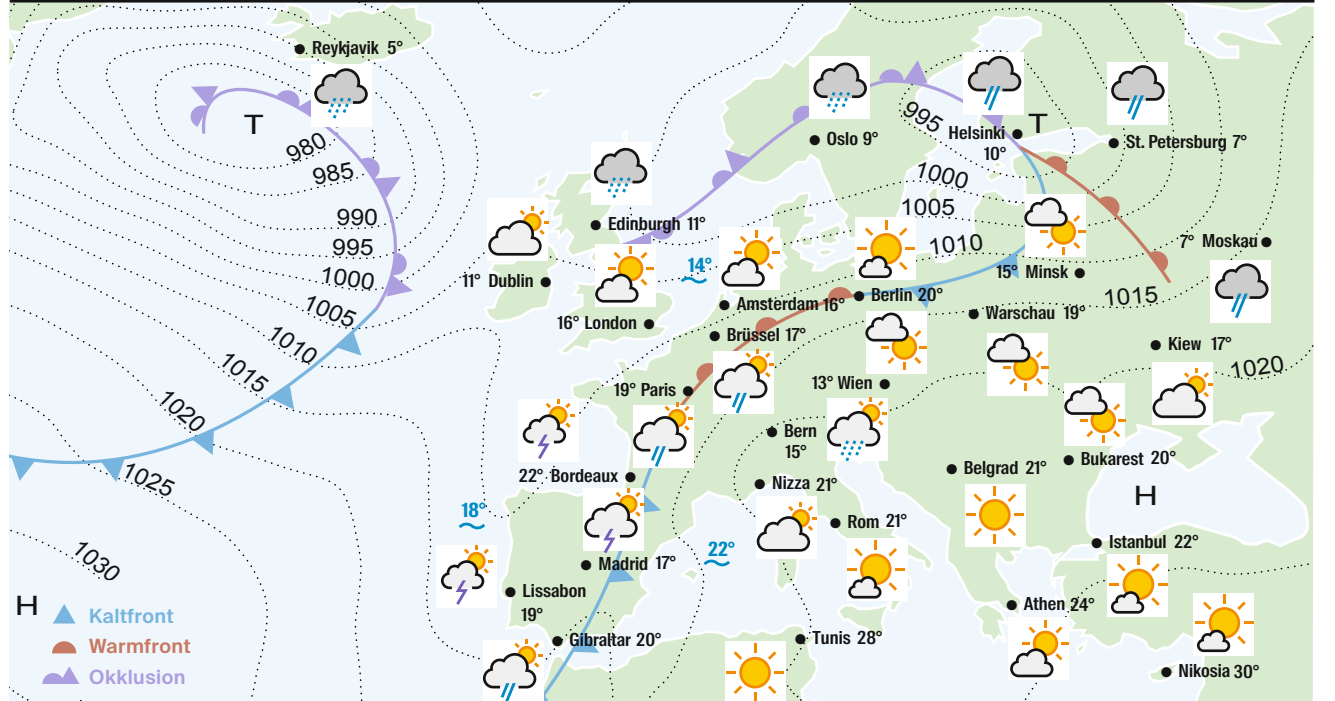 Reykjavik 5°
T
980
985
990
995
1000
1005
1010
1015
1020
1025
1030
H
Kaltfront
Warmfront
Okklusion
Oslo 9°
995
Helsinki
10°
T
St. Petersburg 7°
1000
1005
1010
1015
1020
Edinburgh 11°
11° Dublin
14°
16° London
Amsterdam 16°
Berlin 20°
Brüssel 17°
15° Minsk
7° Moskau
Warschau 19°
Kiew 17°
19° Paris
13° Wien
Bern
15°
22° Bordeaux
Nizza 21°
Belgrad 21°
Bukarest 20°
H
18°
Rom 21°
22°
Madrid 17°
Istanbul 22°
Lissabon
19°
Athen 24°
Gibraltar 20°
Tunis 28°
Nikosia 30°